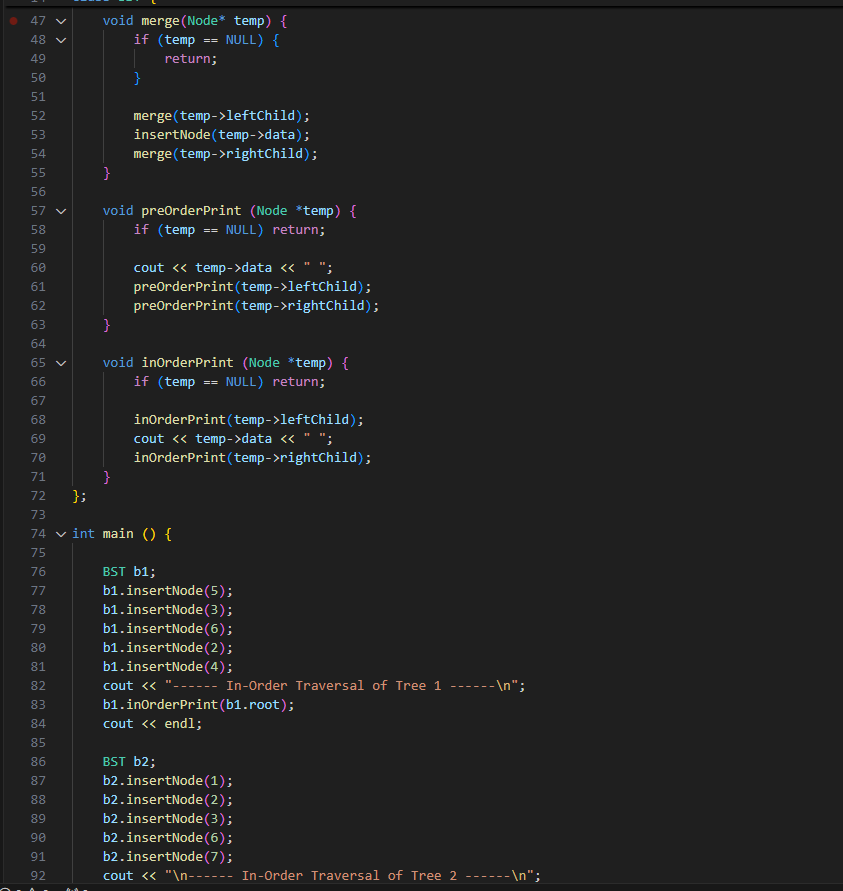 47 void merge(Node* temp) {
48 if (temp == NULL) {
49 return;
50 }
51
52 merge(temp->leftChild);
53 insertNode(temp->data);
54 merge(temp->rightChild);
55 }
56
57 void preOrderPrint (Node *temp) {
58 if (temp == NULL) return;
59
60 cout << temp->data << " ";
61 preOrderPrint(temp->leftChild);
62 preOrderPrint(temp->rightChild);
63 }
64
65 void inOrderPrint (Node *temp) {
66 if (temp == NULL) return;
67
68 inOrderPrint(temp->leftChild);
69 cout << temp->data << " ";
70 inOrderPrint(temp->rightChild);
71 }
72 };
73
74 int main () {
75
76 BST b1;
77 b1.insertNode(5);
78 b1.insertNode(3);
79 b1.insertNode(6);
80 b1.insertNode(2);
81 b1.insertNode(4);
82 cout << "------ In-Order Traversal of Tree 1 ------\n";
83 b1.inOrderPrint(b1.root);
84 cout << endl;
85
86 BST b2;
87 b2.insertNode(1);
88 b2.insertNode(2);
89 b2.insertNode(3);
90 b2.insertNode(6);
91 b2.insertNode(7);
92 cout << "\n------ In-Order Traversal of Tree 2 ------\n";